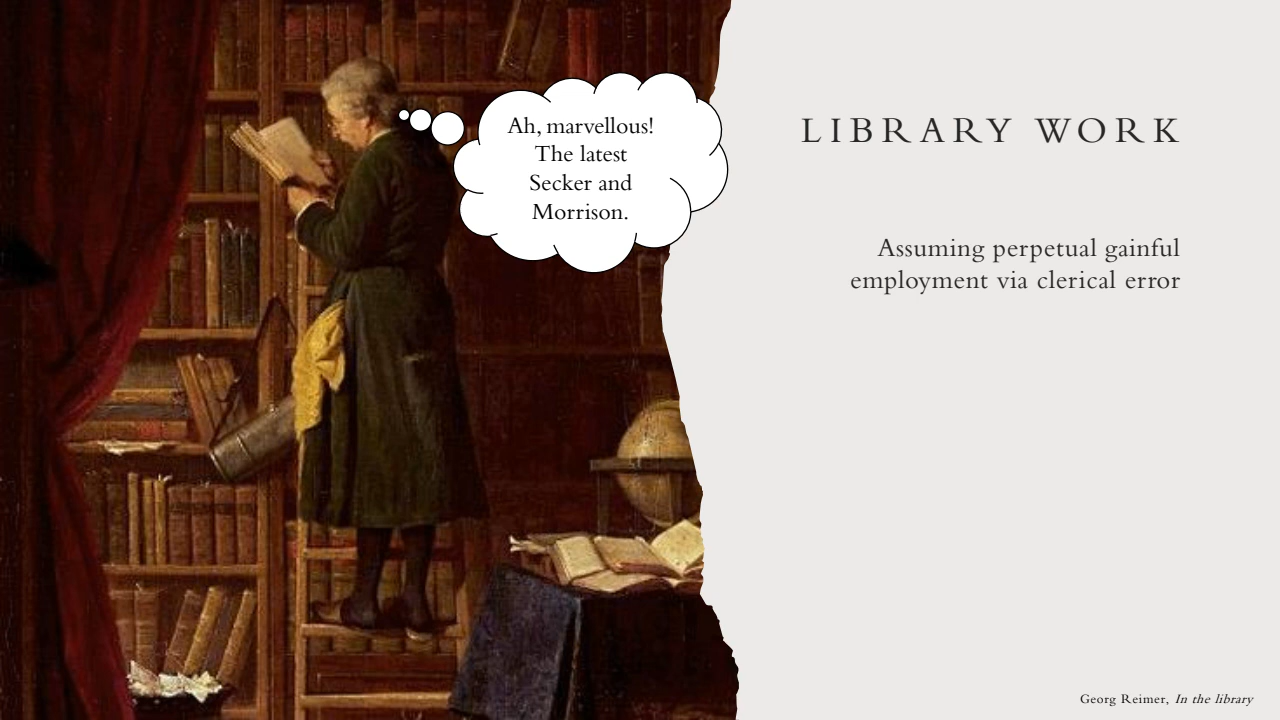 Ah, marvellous!
The latest
Secker and
Morrison.
LIBRARY WORK
Assuming perpetual gainful
employment via clerical error
Georg Reimer, In the library